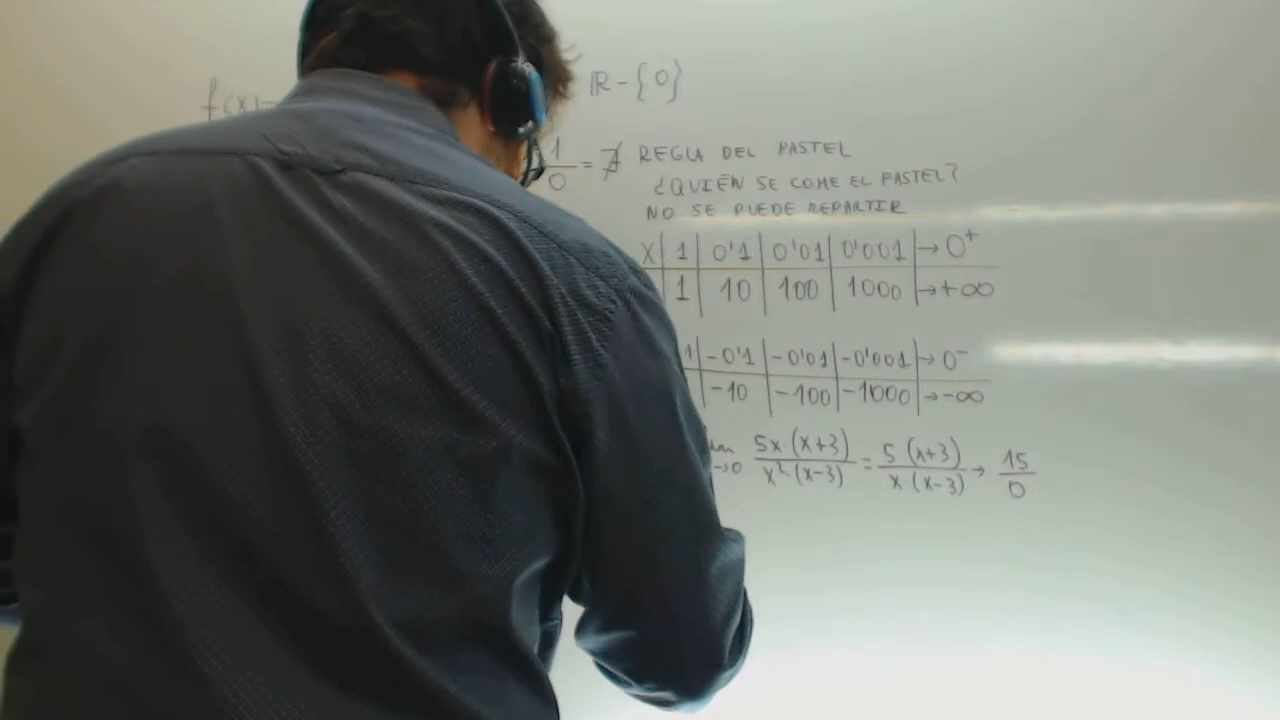 f(x)= ℝ-{0}
1/0 = ∄ REGLA DEL PASTEL
¿QUIÉN SE COME EL PASTEL?
NO SE PUEDE REPARTIR
X | 1 | 0'1 | 0'01 | 0'001 | → 0⁺
1 | 10 | 100 | 1000 | → +∞
1 | -0'1 | -0'01 | -0'001 | → 0⁻
-10 | -100 | -1000 | → -∞
5x·(x+3)/x²·(x-3) = 5(x+3)/x(x-3) → 15/0
→0